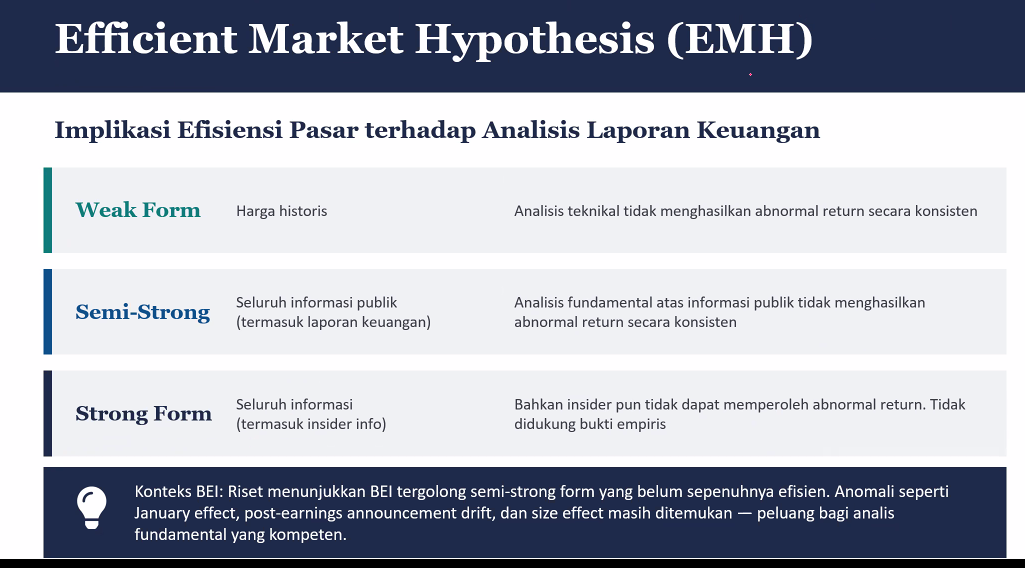 Efficient Market Hypothesis (EMH)
Implikasi Efisiensi Pasar terhadap Analisis Laporan Keuangan
Weak Form
Harga historis
Analisis teknikal tidak menghasilkan abnormal return secara konsisten
Semi-Strong
Seluruh informasi publik
(termasuk laporan keuangan)
Analisis fundamental atas informasi publik tidak menghasilkan
abnormal return secara konsisten
Strong Form
Seluruh informasi
(termasuk insider info)
Bahkan insider pun tidak dapat memperoleh abnormal return. Tidak
didukung bukti empiris
Konteks BEI: Riset menunjukkan BEI tergolong semi-strong form yang belum sepenuhnya efisien. Anomali seperti
January effect, post-earnings announcement drift, dan size effect masih ditemukan — peluang bagi analis
fundamental yang kompeten.